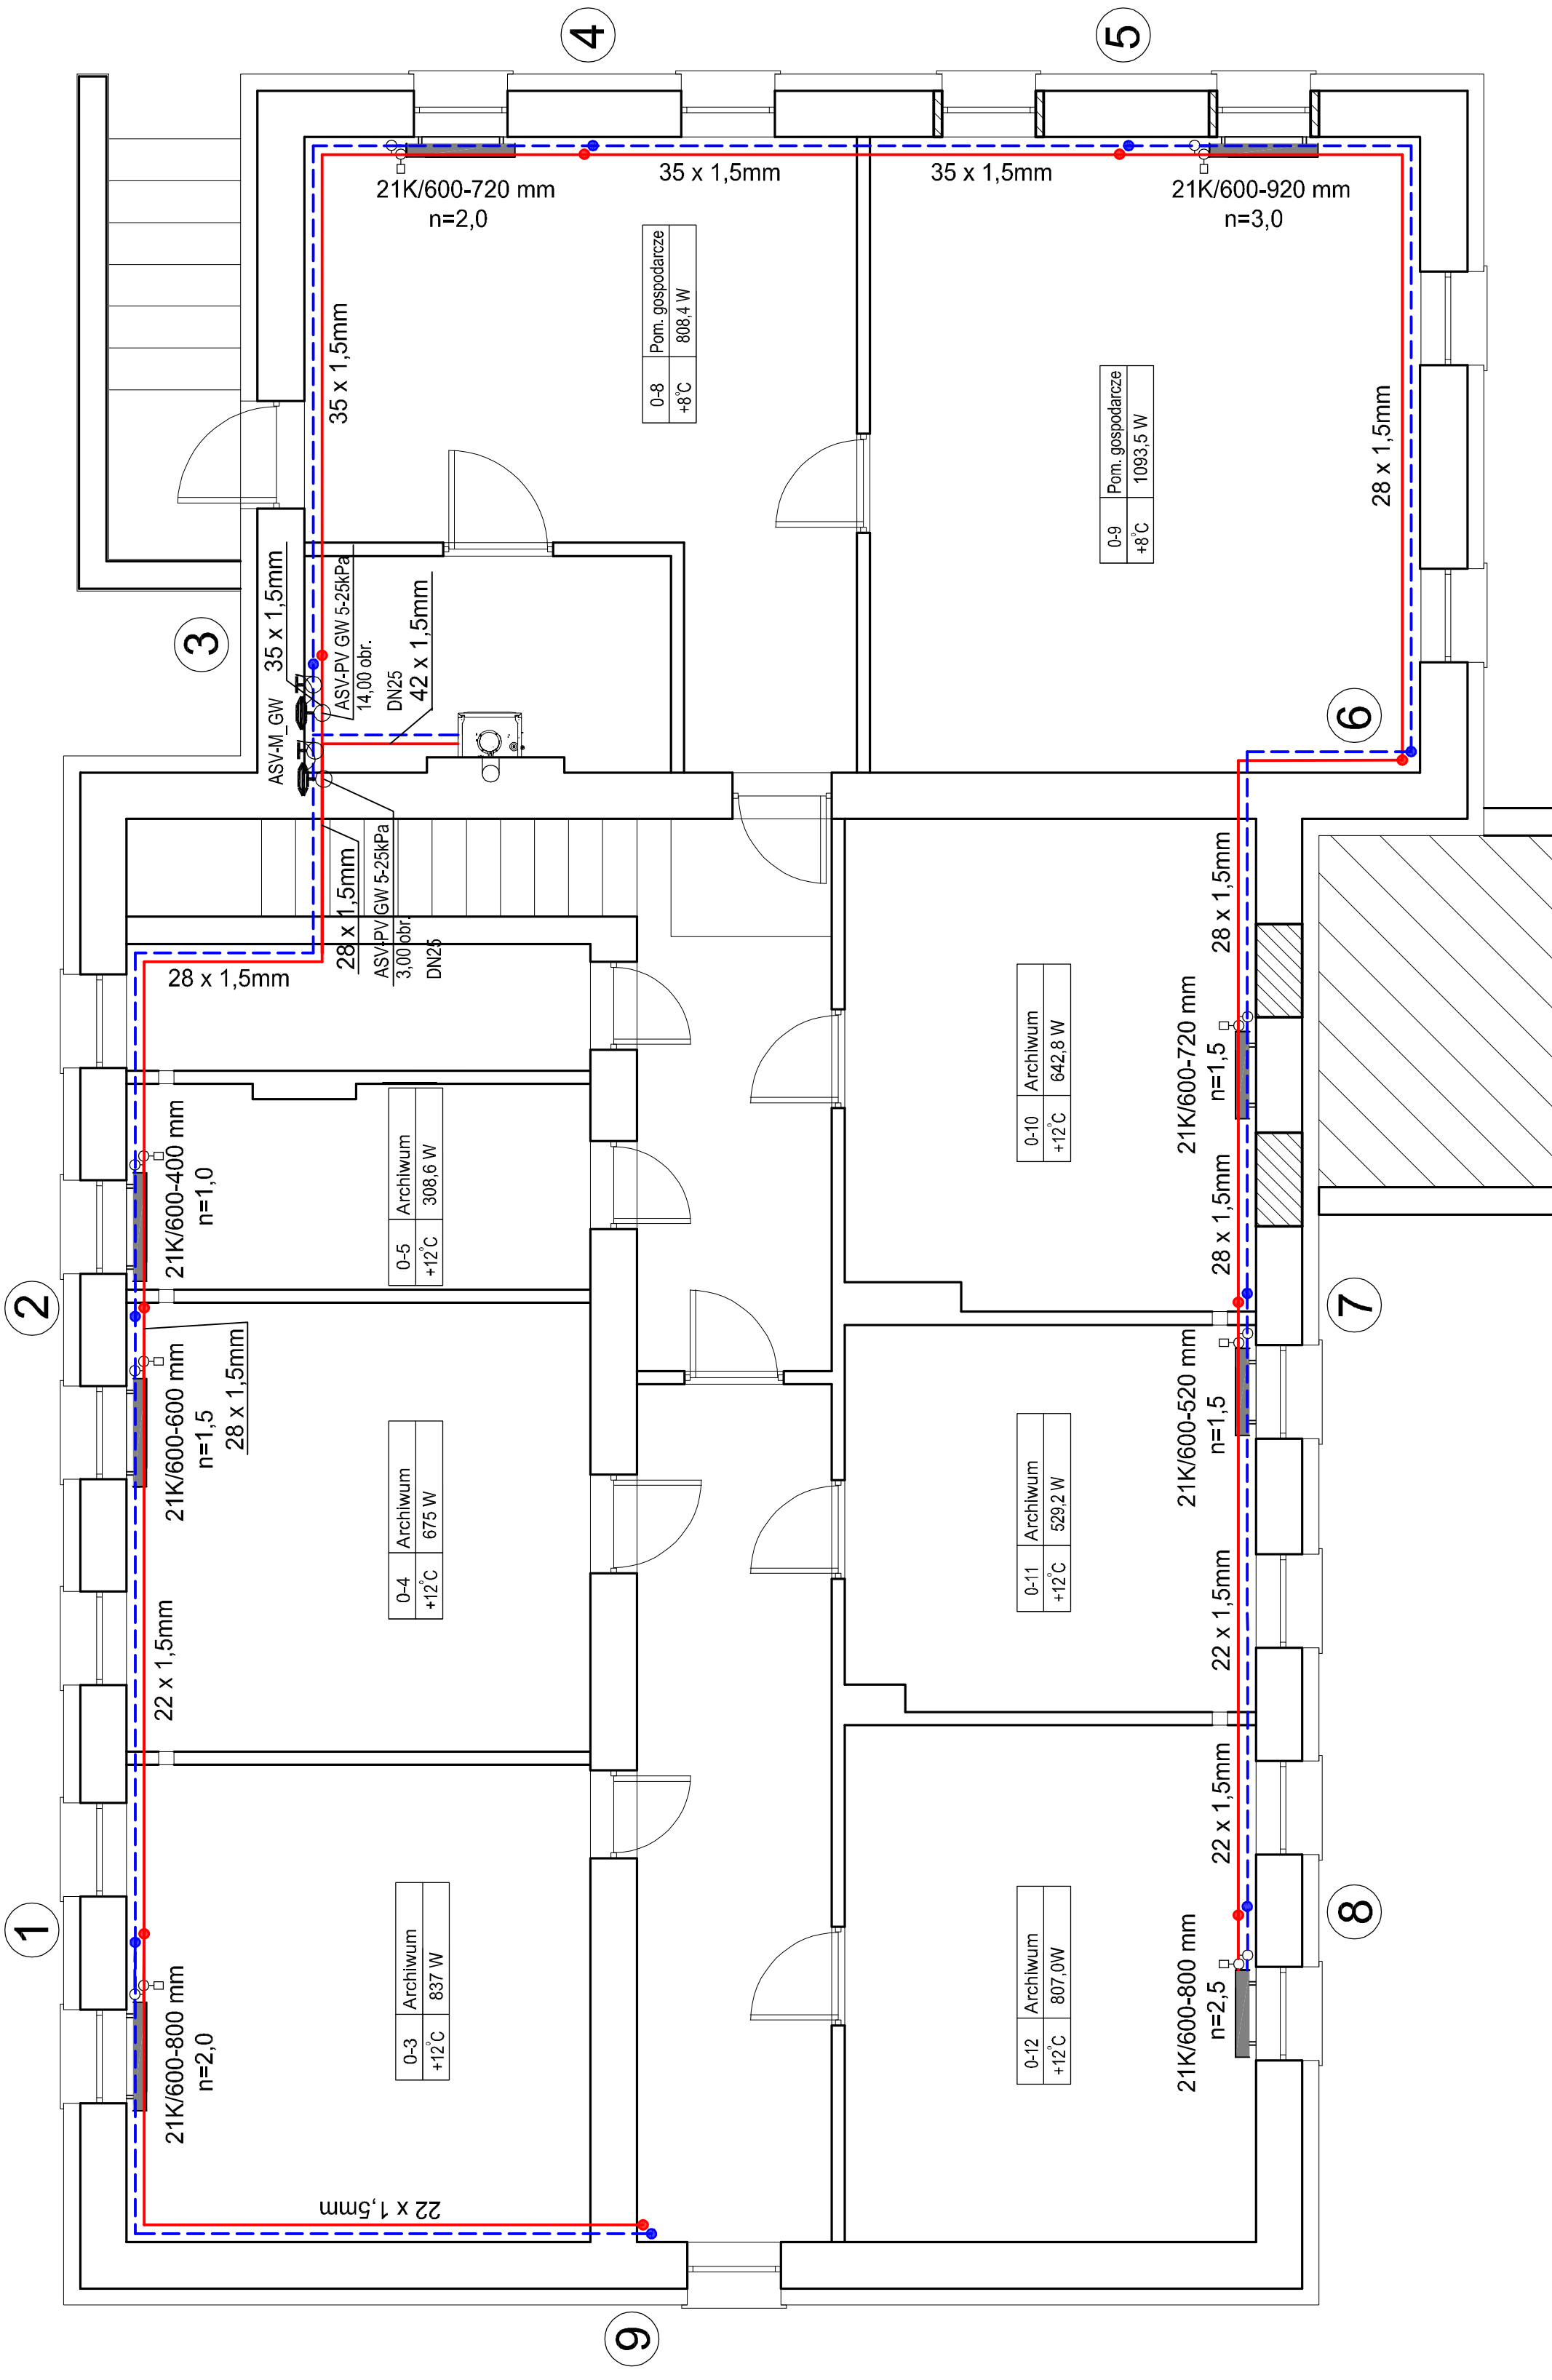 4
5
21K/600-720 mm
n=2,0
35 x 1,5mm
35 x 1,5mm
21K/600-920 mm
n=3,0
35 x 1,5mm
0-8 Pom. gospodarcze
+8°C 808,4 W
0-9 Pom. gospodarcze
+8°C 1093,5 W
28 x 1,5mm
3
35 x 1,5mm
ASV-M_GW
ASV-PV GW 5-25kPa
14,00 obr.
DN25
42 x 1,5mm
6
28 x 1,5mm
ASV-PV GW 5-25kPa
3,00 obr.
DN25
28 x 1,5mm
28 x 1,5mm
2
21K/600-400 mm
n=1,0
0-5 Archiwum
+12°C 308,6 W
0-10 Archiwum
+12°C 642,8 W
21K/600-720 mm
n=1,5
28 x 1,5mm
7
21K/600-600 mm
n=1,5
28 x 1,5mm
0-4 Archiwum
+12°C 675 W
0-11 Archiwum
+12°C 529,2 W
21K/600-520 mm
n=1,5
22 x 1,5mm
22 x 1,5mm
22 x 1,5mm
1
21K/600-800 mm
n=2,0
0-3 Archiwum
+12°C 837 W
0-12 Archiwum
+12°C 807,0W
21K/600-800 mm
n=2,5
8
22 x 1,5mm
9